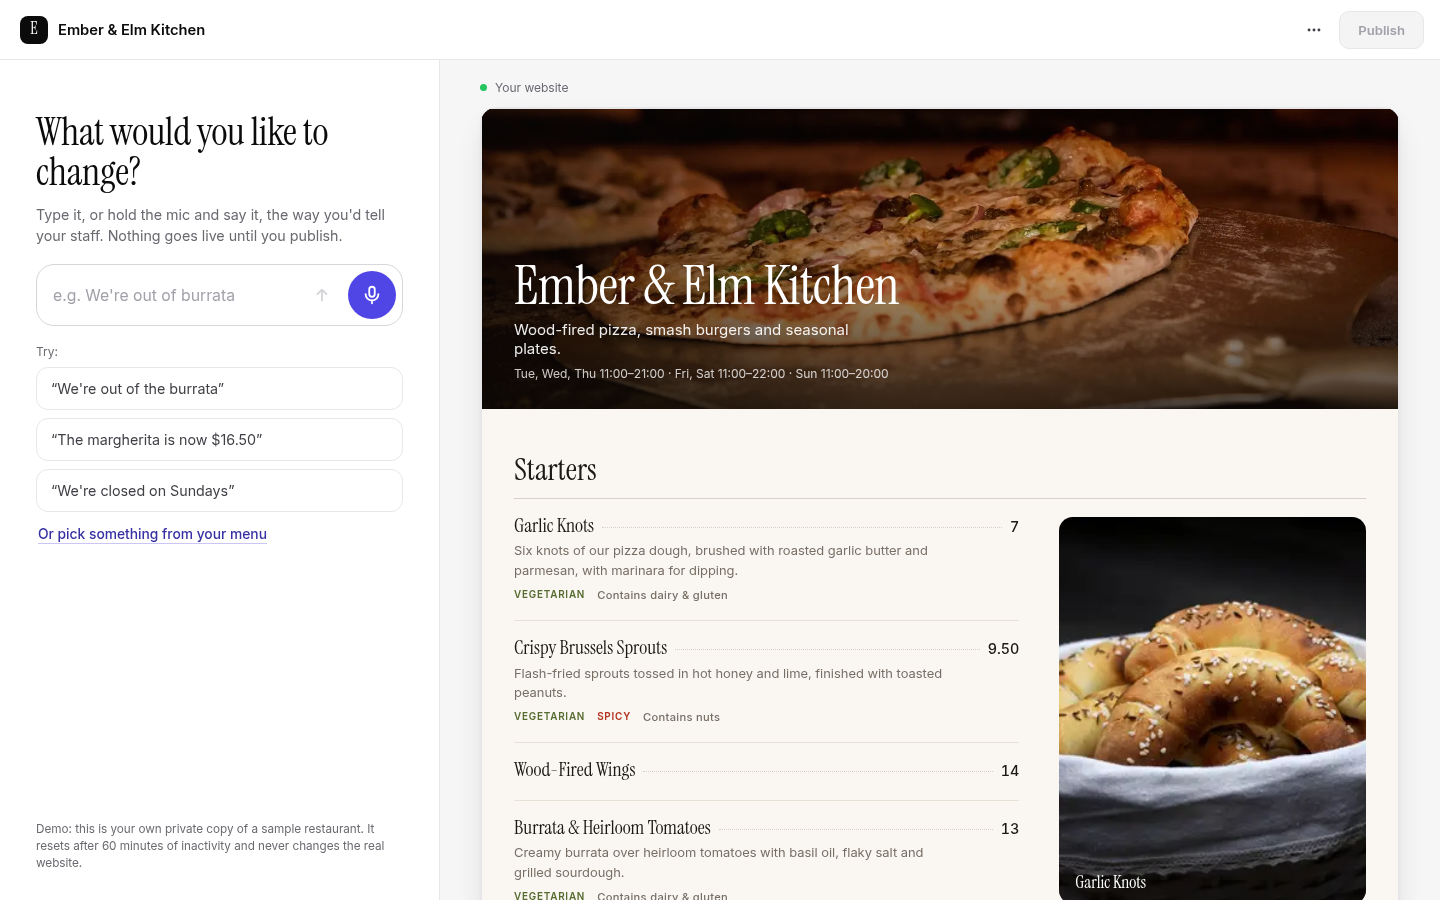 E
Ember & Elm Kitchen
Publish
What would you like to
change?
Type it, or hold the mic and say it, the way you'd tell
your staff. Nothing goes live until you publish.
e.g. We're out of burrata
Try:
“We're out of the burrata”
“The margherita is now $16.50”
“We're closed on Sundays”
Or pick something from your menu
Demo: this is your own private copy of a sample restaurant. It
resets after 60 minutes of inactivity and never changes the real
website.
Your website
Ember & Elm Kitchen
Wood-fired pizza, smash burgers and seasonal
plates.
Tue, Wed, Thu 11:00–21:00 · Fri, Sat 11:00–22:00 · Sun 11:00–20:00
Starters
Garlic Knots 7
Six knots of our pizza dough, brushed with roasted garlic butter and
parmesan, with marinara for dipping.
VEGETARIAN Contains dairy & gluten
Crispy Brussels Sprouts 9.50
Flash-fried sprouts tossed in hot honey and lime, finished with toasted
peanuts.
VEGETARIAN SPICY Contains nuts
Wood-Fired Wings 14
Burrata & Heirloom Tomatoes 13
Creamy burrata over heirloom tomatoes with basil oil, flaky salt and
grilled sourdough.
VEGETARIAN Contains dairy & gluten
Garlic Knots